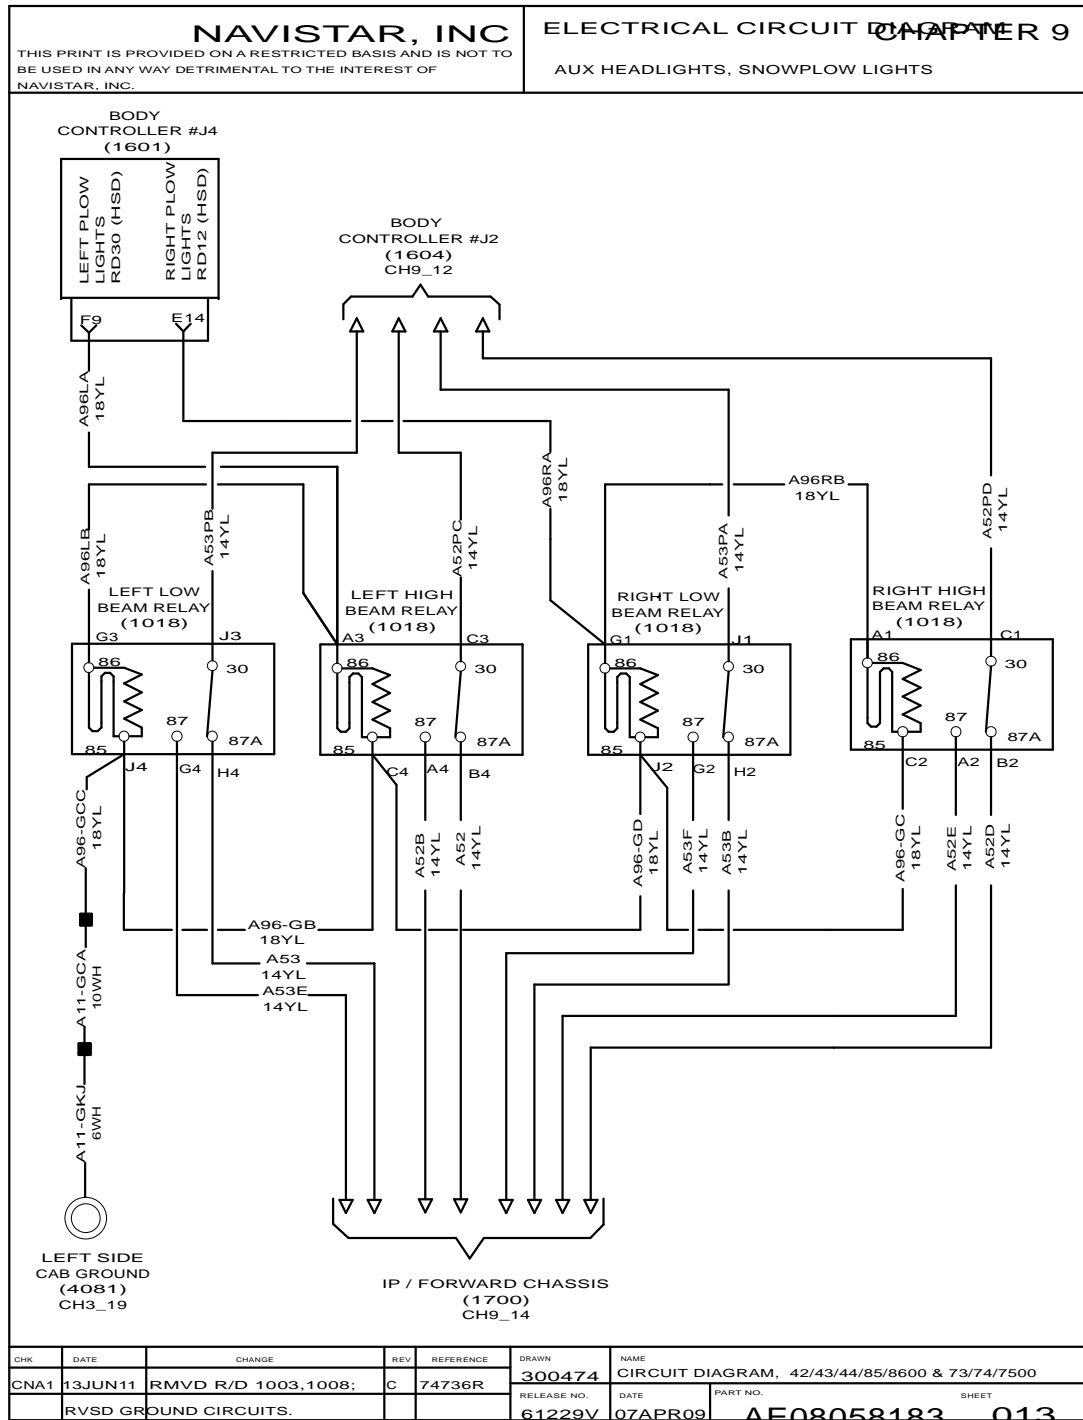 NAVISTAR, INC
THIS PRINT IS PROVIDED ON A RESTRICTED BASIS AND IS NOT TO
BE USED IN ANY WAY DETRIMENTAL TO THE INTEREST OF
NAVISTAR, INC.
ELECTRICAL CIRCUIT DIAGRAM
CHAPTER 9
AUX HEADLIGHTS, SNOWPLOW LIGHTS
BODY
CONTROLLER #J4
(1601)
LEFT PLOW
LIGHTS
RD30 (HSD)
RIGHT PLOW
LIGHTS
RD12 (HSD)
F9
E14
BODY
CONTROLLER #J2
(1604)
CH9_12
A96LA
18YL
A96LB
18YL
A53PB
14YL
A52PC
14YL
A96RA
18YL
A53PA
14YL
A96RB
18YL
A52PD
14YL
LEFT LOW
BEAM RELAY
(1018)
G3
J3
86
30
87
87A
85
J4
G4
H4
LEFT HIGH
BEAM RELAY
(1018)
A3
C3
86
30
87
87A
85
C4
A4
B4
RIGHT LOW
BEAM RELAY
(1018)
G1
J1
86
30
87
87A
85
J2
G2
H2
RIGHT HIGH
BEAM RELAY
(1018)
A1
C1
86
30
87
87A
85
C2
A2
B2
A96-GCC
18YL
A52B
14YL
A52
14YL
A96-GD
18YL
A53F
14YL
A53B
14YL
A96-GC
18YL
A52E
14YL
A52D
14YL
A96-GB
18YL
A53
14YL
A53E
14YL
A11-GCA
10WH
A11-GKJ
6WH
LEFT SIDE
CAB GROUND
(4081)
CH3_19
IP / FORWARD CHASSIS
(1700)
CH9_14
CHK DATE CHANGE REV REFERENCE
CNA1 13JUN11 RMVD R/D 1003,1008; C 74736R
RVSD GROUND CIRCUITS.
DRAWN
300474
NAME
CIRCUIT DIAGRAM, 42/43/44/85/8600 & 73/74/7500
RELEASE NO.
61229V
DATE
07APR09
PART NO.
AE08058183
SHEET
013